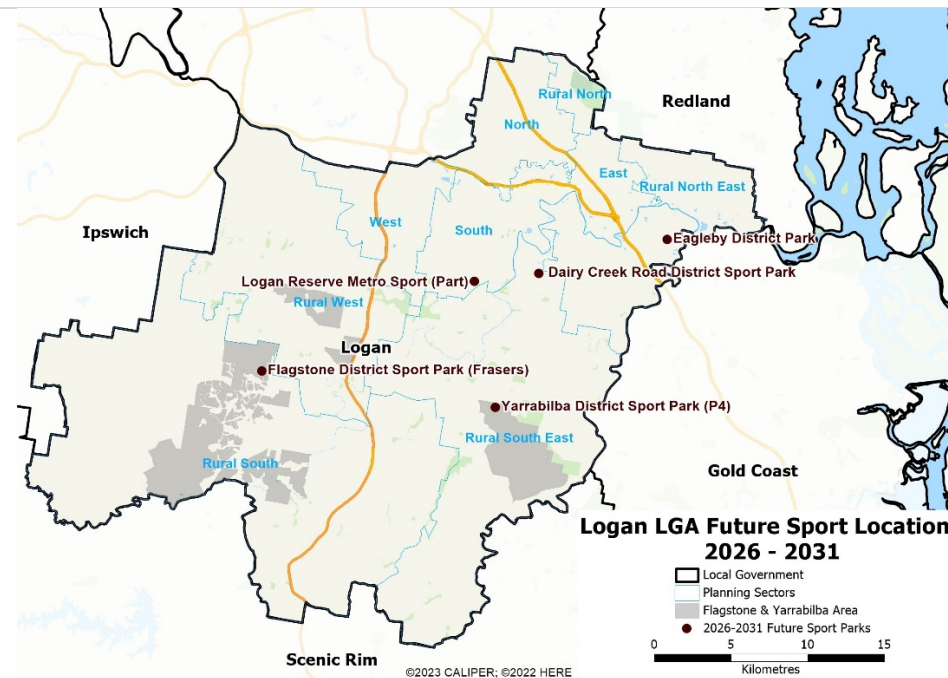 Rural North
Redland
North
East
Rural North East
West
South
Ipswich
Eagleby District Park
Dairy Creek Road District Sport Park
Logan Reserve Metro Sport (Part)
Rural West
Logan
Flagstone District Sport Park (Frasers)
Yarrabilba District Sport Park (P4)
Rural South East
Rural South
Gold Coast
Logan LGA Future Sport Location
2026 - 2031
Local Government
Planning Sectors
Flagstone & Yarrabilba Area
2026-2031 Future Sport Parks
0 5 10 15
Kilometres
Scenic Rim
©2023 CALIPER; ©2022 HERE